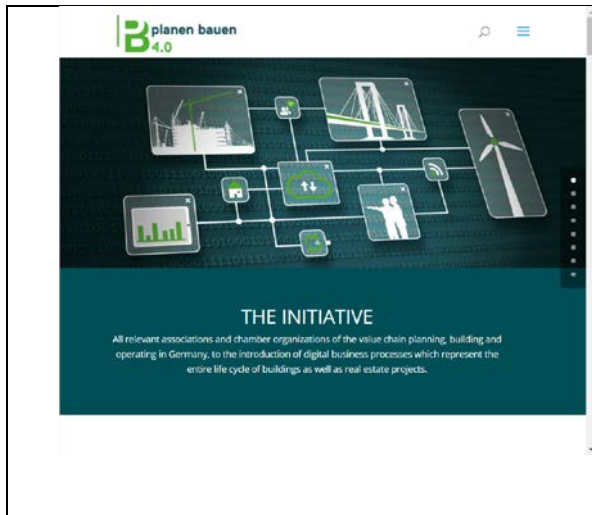 planen bauen
4.0
THE INITIATIVE
All relevant associations and chamber organizations of the value chain planning, building and
operating in Germany, to the introduction of digital business processes which represent the
entire life cycle of buildings as well as real estate projects.